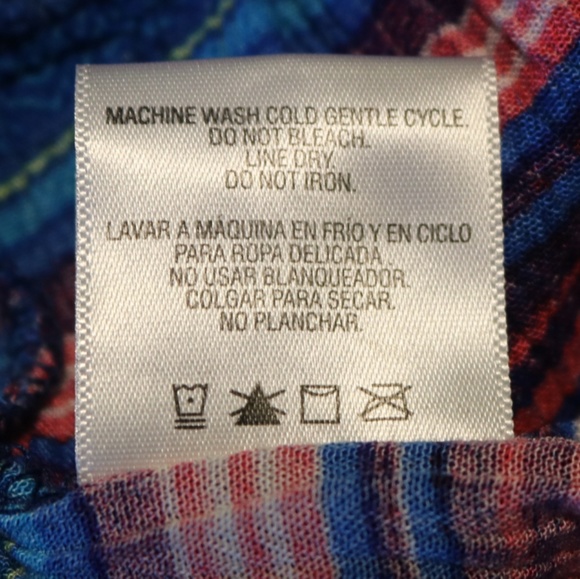 MACHINE WASH COLD GENTLE CYCLE.
DO NOT BLEACH.
LINE DRY.
DO NOT IRON.
LAVAR A MÁQUINA EN FRÍO Y EN CICLO
PARA ROPA DELICADA.
NO USAR BLANQUEADOR.
COLGAR PARA SECAR.
NO PLANCHAR.